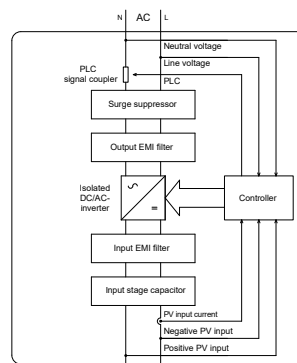 N AC L
Neutral voltage
Line voltage
PLC
signal coupler
PLC
Surge suppressor
Output EMI filter
Isolated
DC/AC-
inverter
Controller
Input EMI filter
Input stage capacitor
PV input current
Negative PV input
Positive PV input